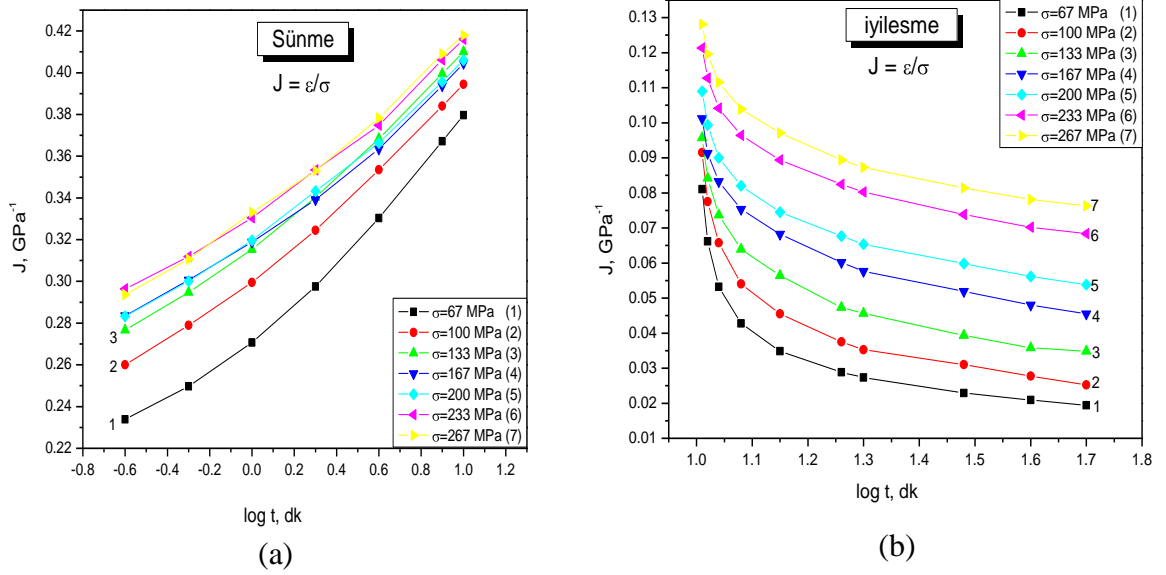 Sünme
J = ε/σ
J, GPa⁻¹
0.42
0.40
0.38
0.36
0.34
0.32
0.30
0.28
0.26
0.24
0.22
3
2
1
σ=67 MPa (1)
σ=100 MPa (2)
σ=133 MPa (3)
σ=167 MPa (4)
σ=200 MPa (5)
σ=233 MPa (6)
σ=267 MPa (7)
-0.8 -0.6 -0.4 -0.2 0.0 0.2 0.4 0.6 0.8 1.0 1.2
log t, dk
(a)
iyilesme
J = ε/σ
σ=67 MPa (1)
σ=100 MPa (2)
σ=133 MPa (3)
σ=167 MPa (4)
σ=200 MPa (5)
σ=233 MPa (6)
σ=267 MPa (7)
J, GPa⁻¹
0.13
0.12
0.11
0.10
0.09
0.08
0.07
0.06
0.05
0.04
0.03
0.02
0.01
7
6
5
4
3
2
1
1.0 1.1 1.2 1.3 1.4 1.5 1.6 1.7 1.8
log t, dk
(b)